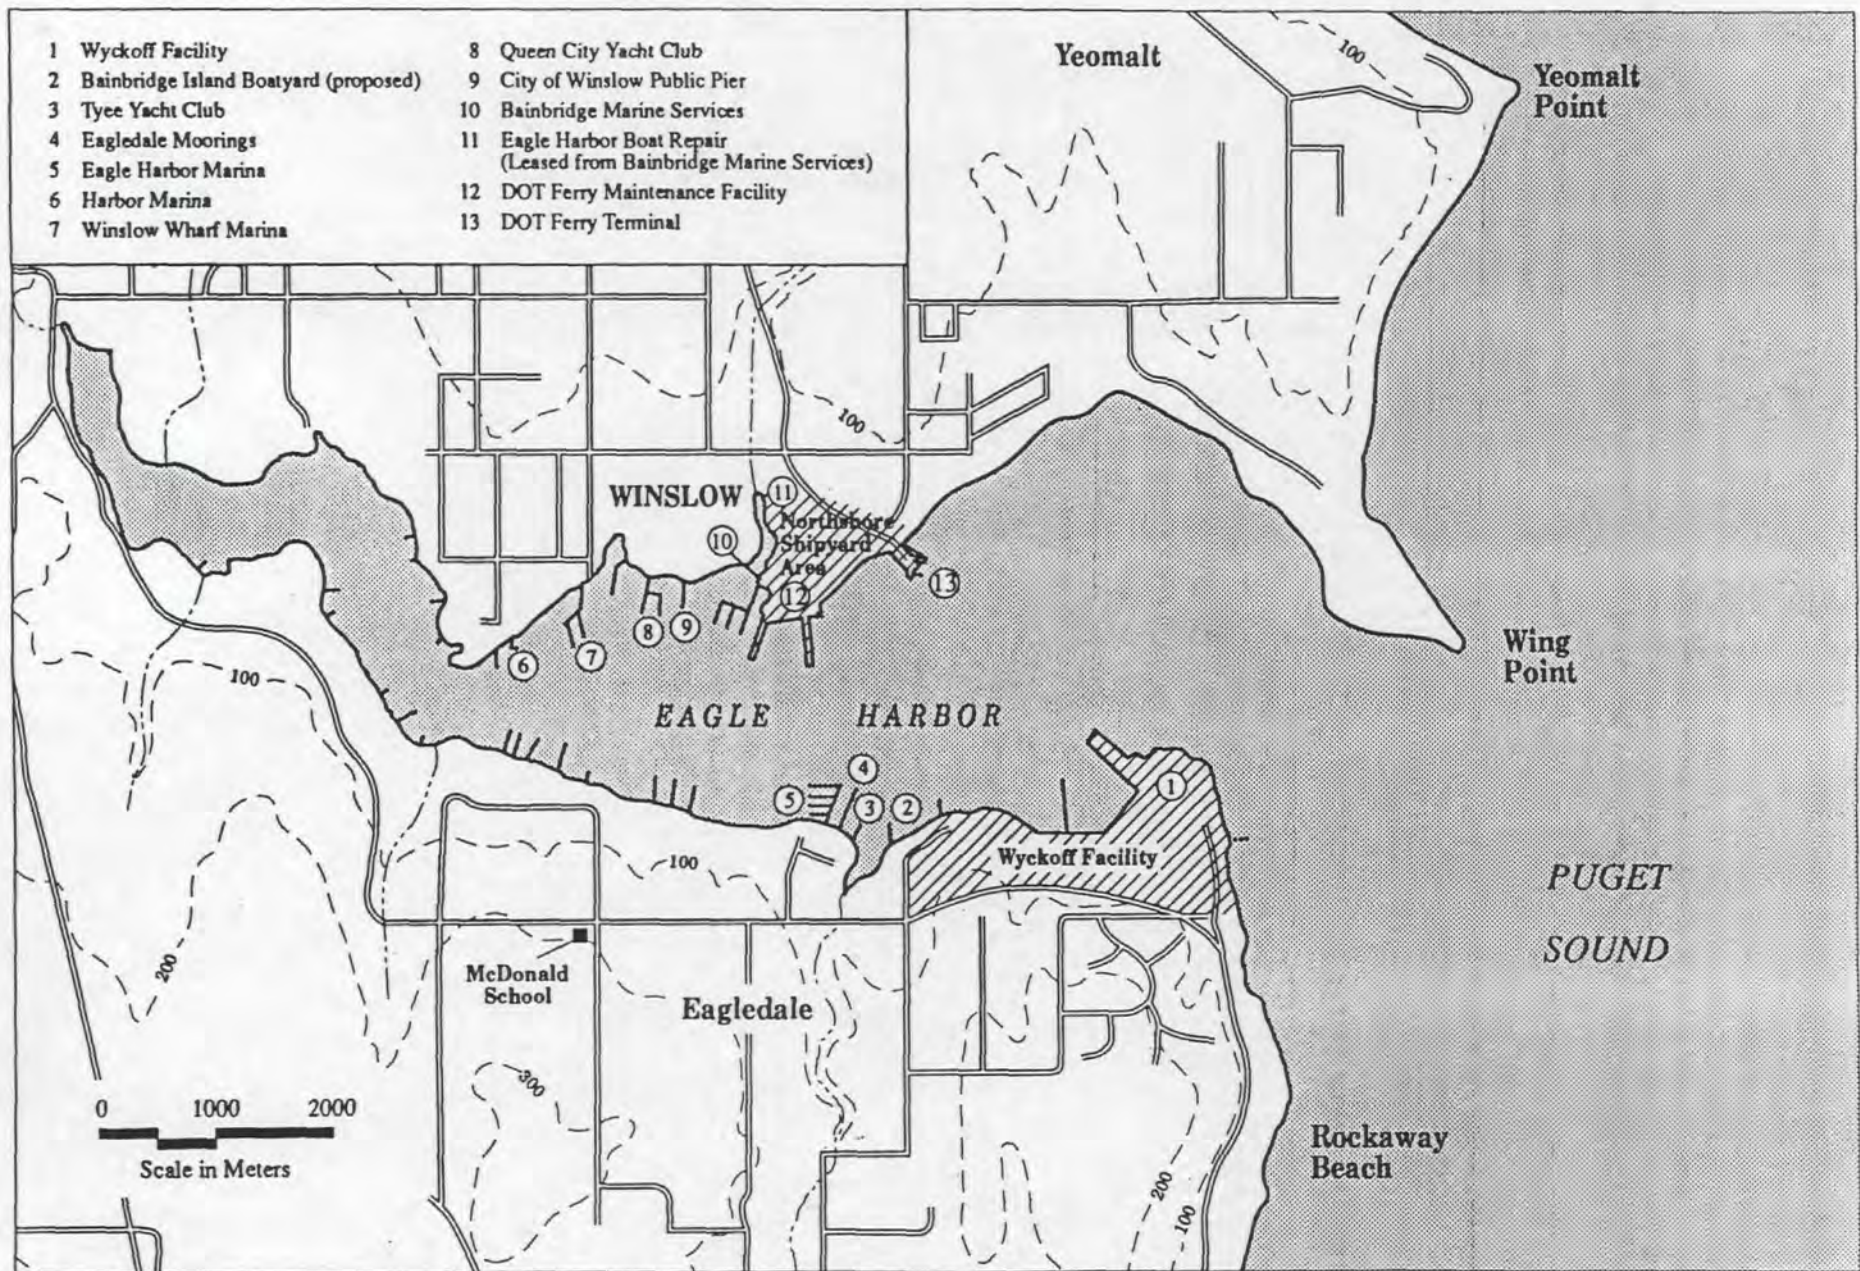 1 Wyckoff Facility
2 Bainbridge Island Boatyard (proposed)
3 Tyee Yacht Club
4 Eagledale Moorings
5 Eagle Harbor Marina
6 Harbor Marina
7 Winslow Wharf Marina
8 Queen City Yacht Club
9 City of Winslow Public Pier
10 Bainbridge Marine Services
11 Eagle Harbor Boat Repair
(Leased from Bainbridge Marine Services)
12 DOT Ferry Maintenance Facility
13 DOT Ferry Terminal
Yeomalt
100
Yeomalt
Point
100
WINSLOW
11
Northshore
Shipyard
Area
10
12
13
8
9
7
6
Wing
Point
100
EAGLE HARBOR
4
5
3
2
1
100
Wyckoff Facility
PUGET
SOUND
200
McDonald
School
Eagledale
300
0 1000 2000
Scale in Meters
Rockaway
Beach
200
100